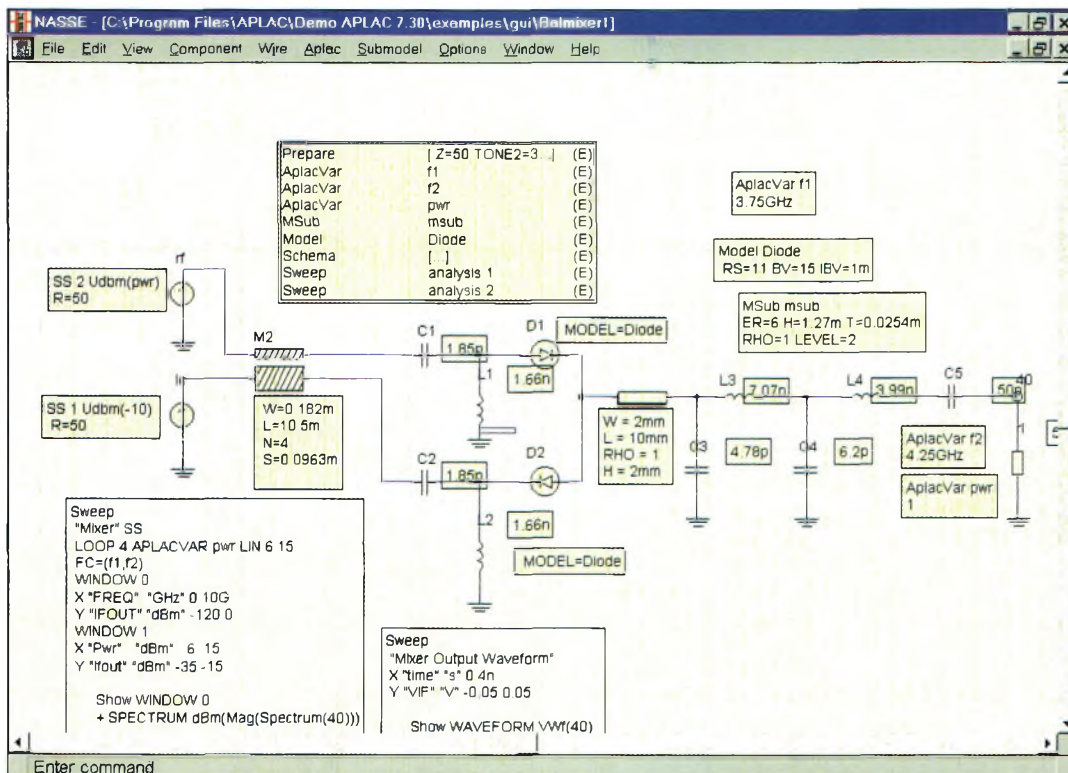 NASSE - [C:\Program Files\APLAC\Demo APLAC 7.30\examples\gui\Balmixer1]
File Edit View Component Wire Aplac Submodel Options Window Help
Prepare [ Z=50 TONE2=3...] (E)
AplacVar f1 (E)
AplacVar f2 (E)
AplacVar pwr (E)
MSub msub (E)
Model Diode (E)
Schema [...] (E)
Sweep analysis 1 (E)
Sweep analysis 2 (E)
AplacVar f1
3.75GHz
Model Diode
RS=11 BV=15 IBV=1m
MSub msub
ER=6 H=1.27m T=0.0254m
RHO=1 LEVEL=2
rf
SS 2 Udbm(pwr)
R=50
M2
SS 1 Udbm(-10)
R=50
W=0.182m
L=10.5m
N=4
S=0.0963m
C1
1.85p
L1
D1
MODEL=Diode
1.66n
C2
1.85p
L2
D2
1.66n
MODEL=Diode
W = 2mm
L = 10mm
RHO = 1
H = 2mm
L3
7.07n
C3
4.78p
L4
3.99n
C4
6.2p
C5
50p
40
AplacVar f2
4.25GHz
AplacVar pwr
1
Sweep
"Mixer" SS
LOOP 4 APLACVAR pwr LIN 6 15
FC=(f1,f2)
WINDOW 0
X "FREQ" "GHz" 0 10G
Y "IFOUT" "dBm" -120 0
WINDOW 1
X "Pwr" "dBm" 6 15
Y "Ifout" "dBm" -35 -15
Show WINDOW 0
+ SPECTRUM dBm(Mag(Spectrum(40)))
Sweep
"Mixer Output Waveform"
X "time" "s" 0 4n
Y "VIF" "V" -0.05 0.05
Show WAVEFORM VWf(40)
Enter command